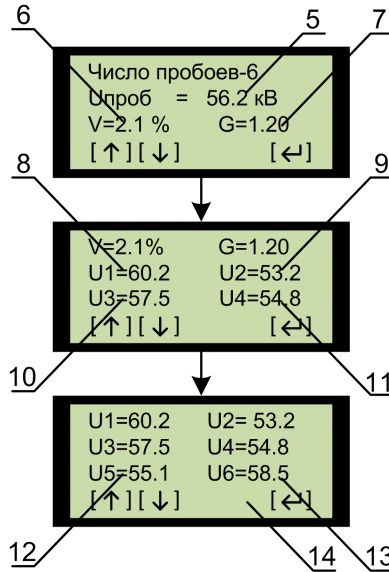 6 5 7
Число пробоев-6
Uпроб = 56.2 кВ
V=2.1 % G=1.20
[↑][↓] [↵]
8 9
V=2.1% G=1.20
U1=60.2 U2=53.2
U3=57.5 U4=54.8
[↑][↓] [↵]
10 11
U1=60.2 U2= 53.2
U3=57.5 U4=54.8
U5=55.1 U6=58.5
[↑][↓] [↵]
12 14 13